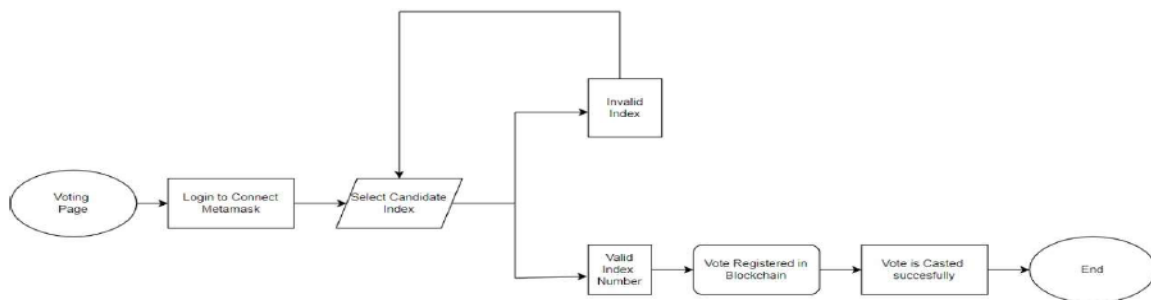 Invalid
Index
Voting
Page
Login to Connect
Metamask
Select Candidate
Index
Valid
Index
Number
Vote Registered in
Blockchain
Vote is Casted
succesfully
End